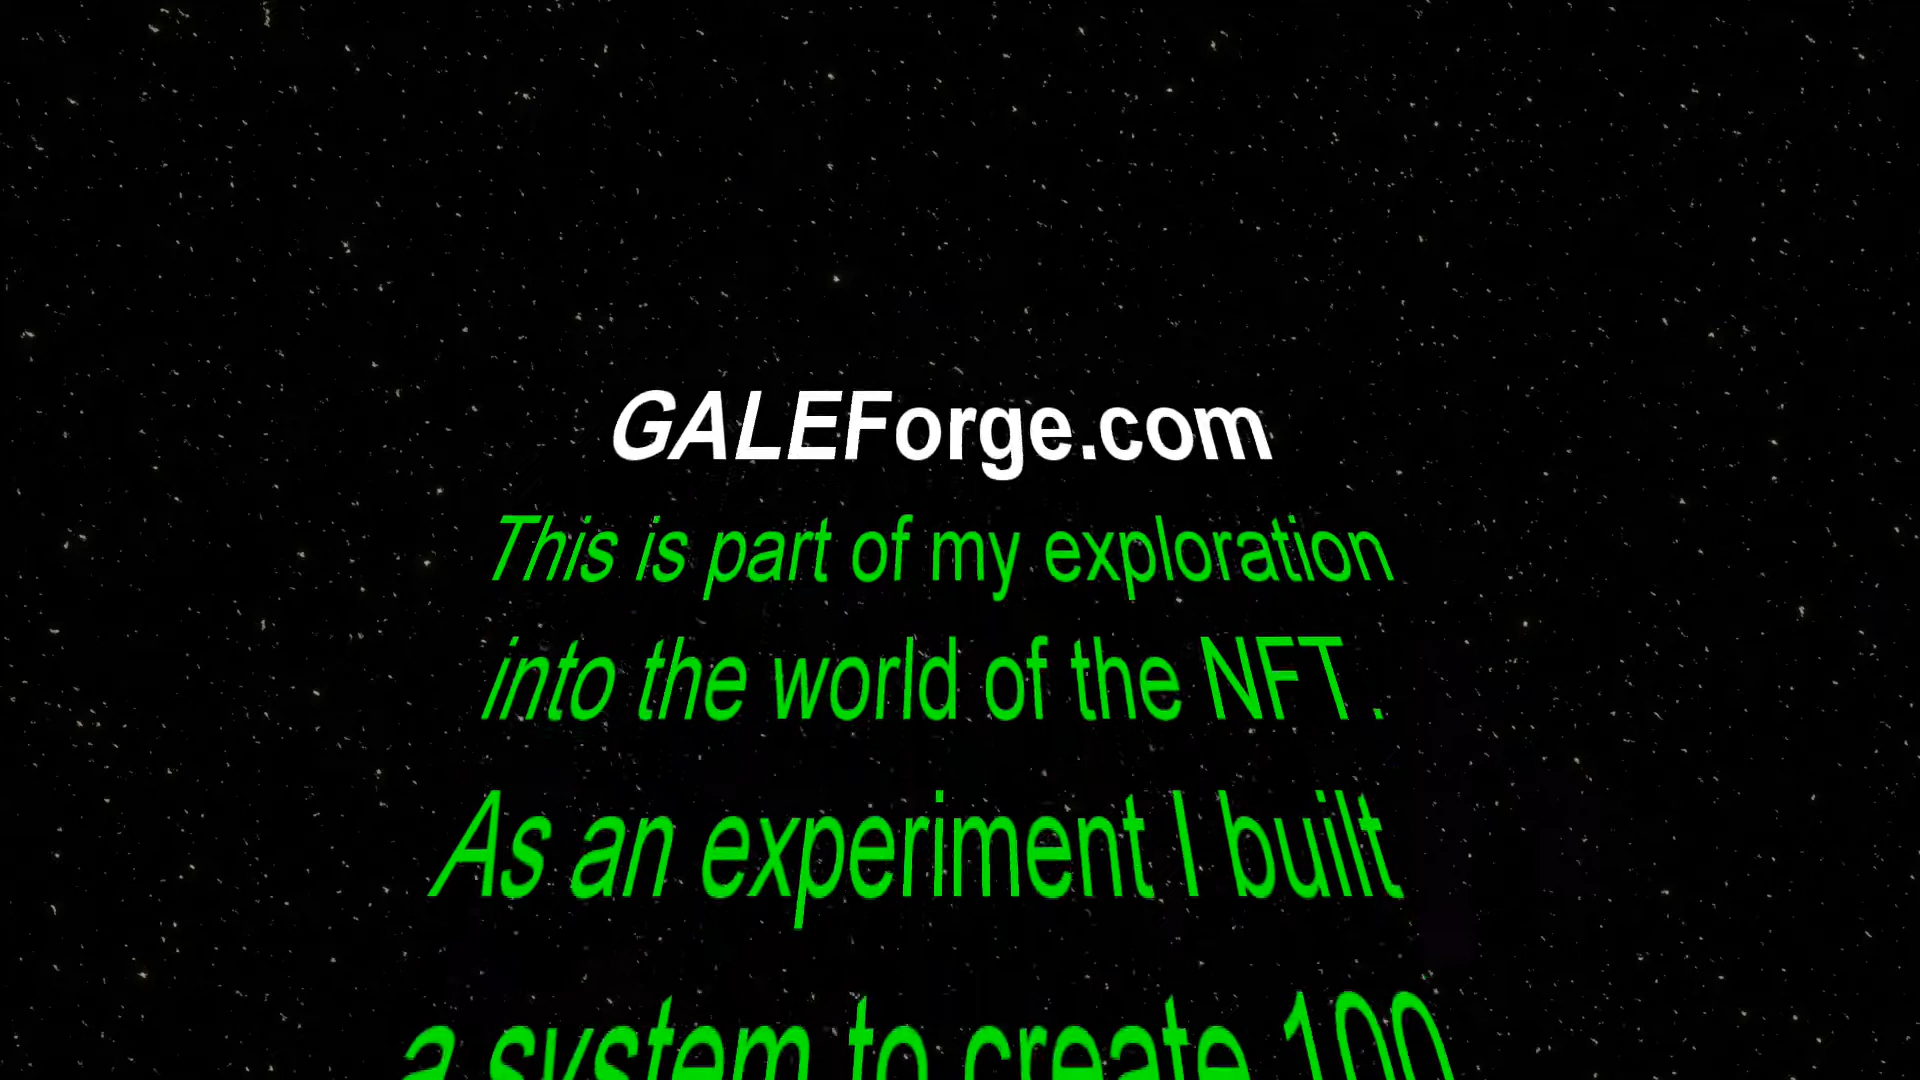 GALEForge.com
This is part of my exploration
into the world of the NFT.
As an experiment I built
a system to create 100